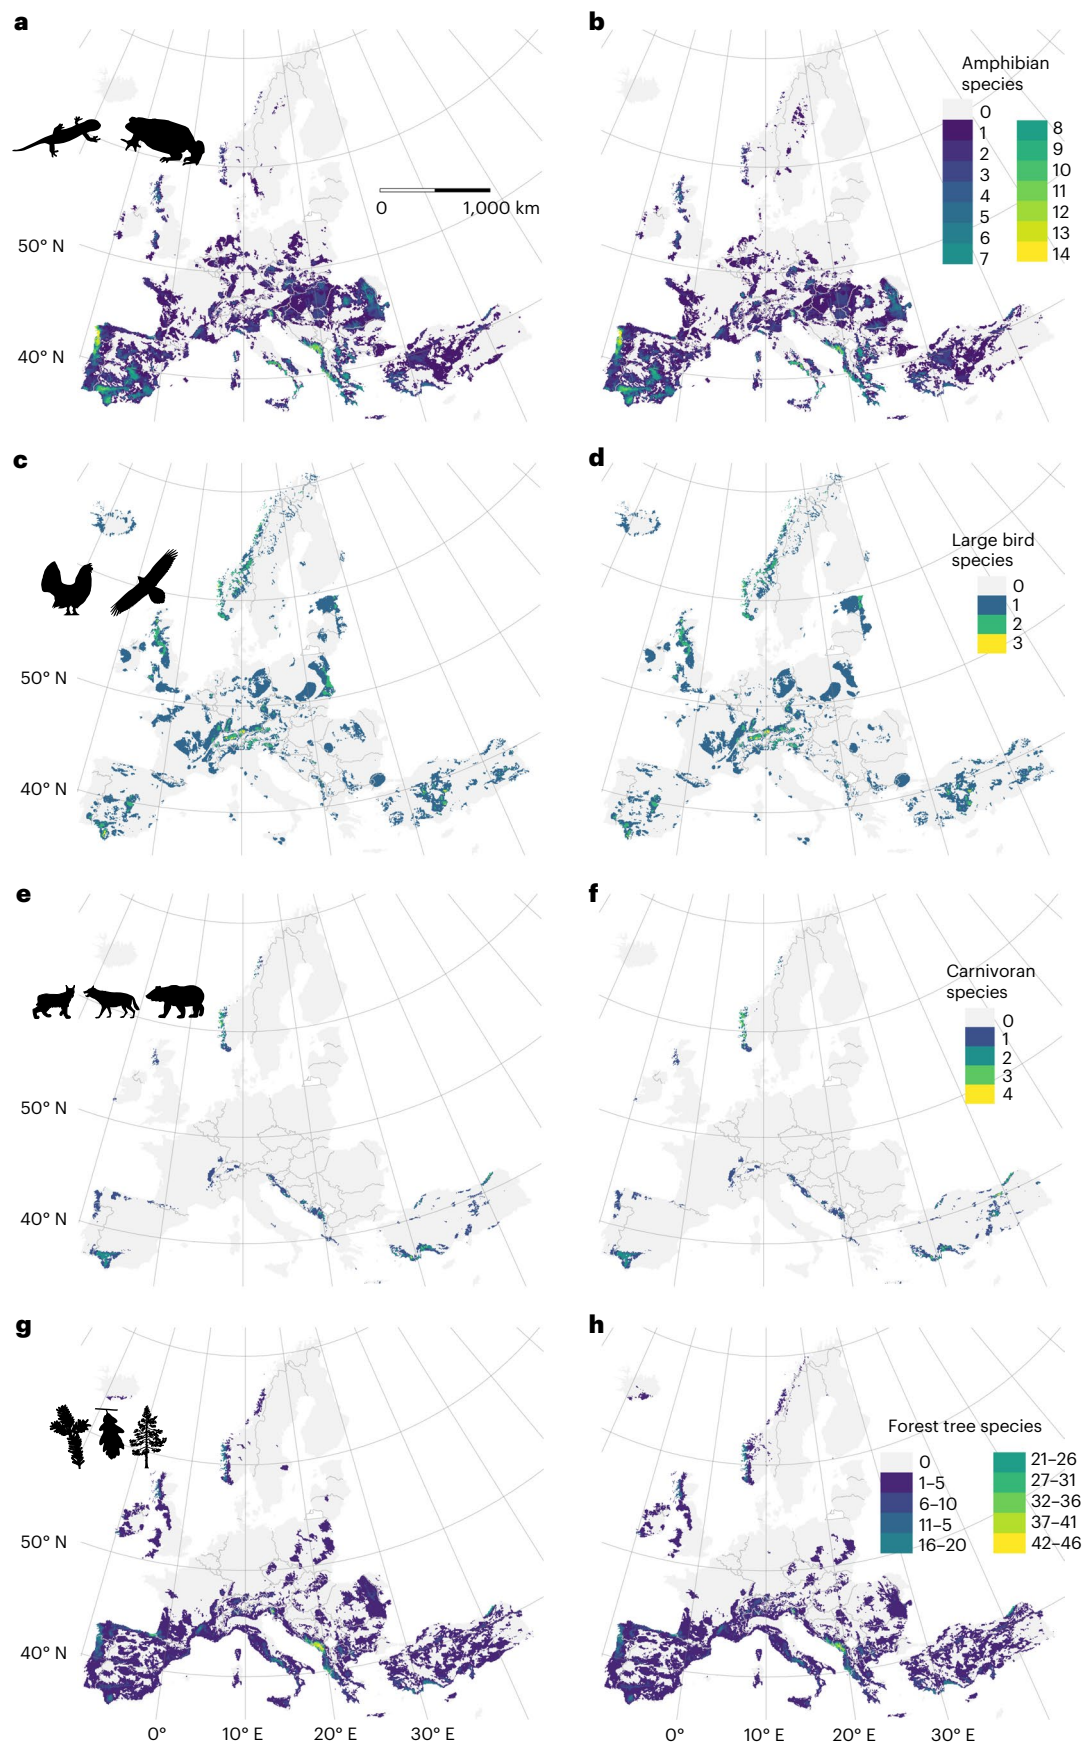 a
b
Amphibian
species
0
1
2
3
4
5
6
7
8
9
10
11
12
13
14
0
1,000 km
50° N
40° N
c
d
Large bird
species
0
1
2
3
50° N
40° N
e
f
Carnivoran
species
0
1
2
3
4
50° N
40° N
g
h
Forest tree species
0
1–5
6–10
11–5
16–20
21–26
27–31
32–36
37–41
42–46
50° N
40° N
0°
10° E
20° E
30° E
0°
10° E
20° E
30° E